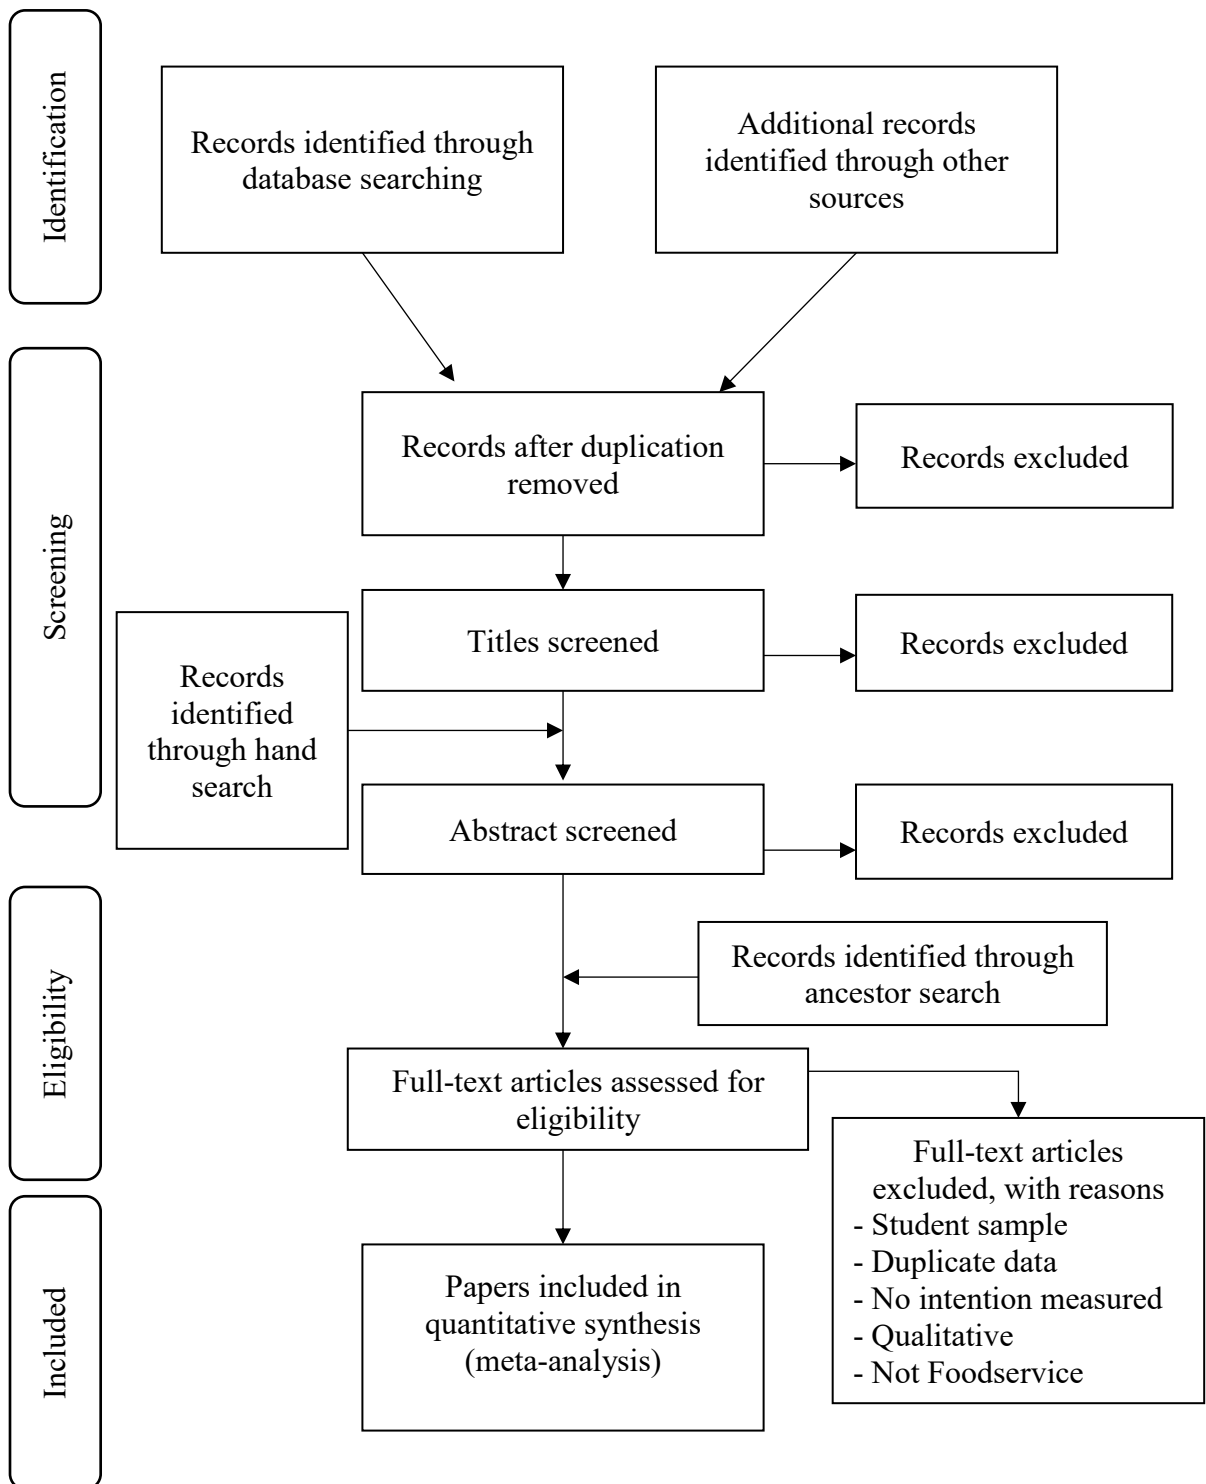 Identification
Records identified through
database searching
Additional records
identified through other
sources
Screening
Records after duplication
removed
Records excluded
Titles screened
Records excluded
Records
identified
through hand
search
Abstract screened
Records excluded
Eligibility
Records identified through
ancestor search
Full-text articles assessed for
eligibility
Full-text articles
excluded, with reasons
- Student sample
- Duplicate data
- No intention measured
- Qualitative
- Not Foodservice
Included
Papers included in
quantitative synthesis
(meta-analysis)